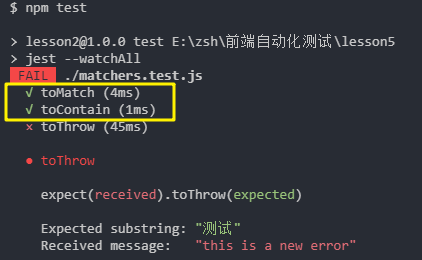 $ npm test
> lesson2@1.0.0 test E:\zsh\前端自动化测试\lesson5
> jest --watchAll
FAIL ./matchers.test.js
√ toMatch (4ms)
√ toContain (1ms)
× toThrow (45ms)
● toThrow
expect(received).toThrow(expected)
Expected substring: "测试"
Received message: "this is a new error"